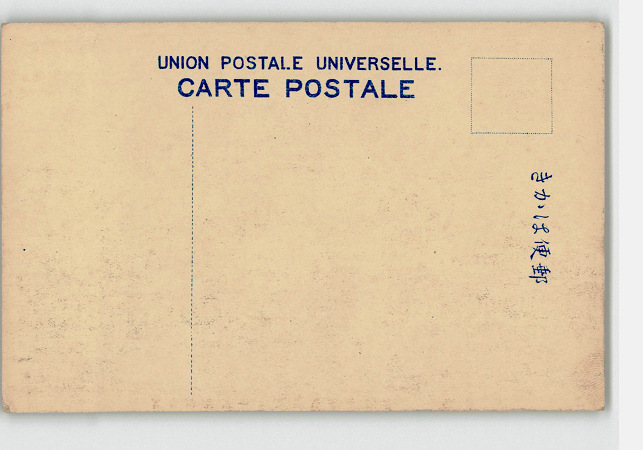 UNION POSTALE UNIVERSELLE.
CARTE POSTALE
きかは便郵